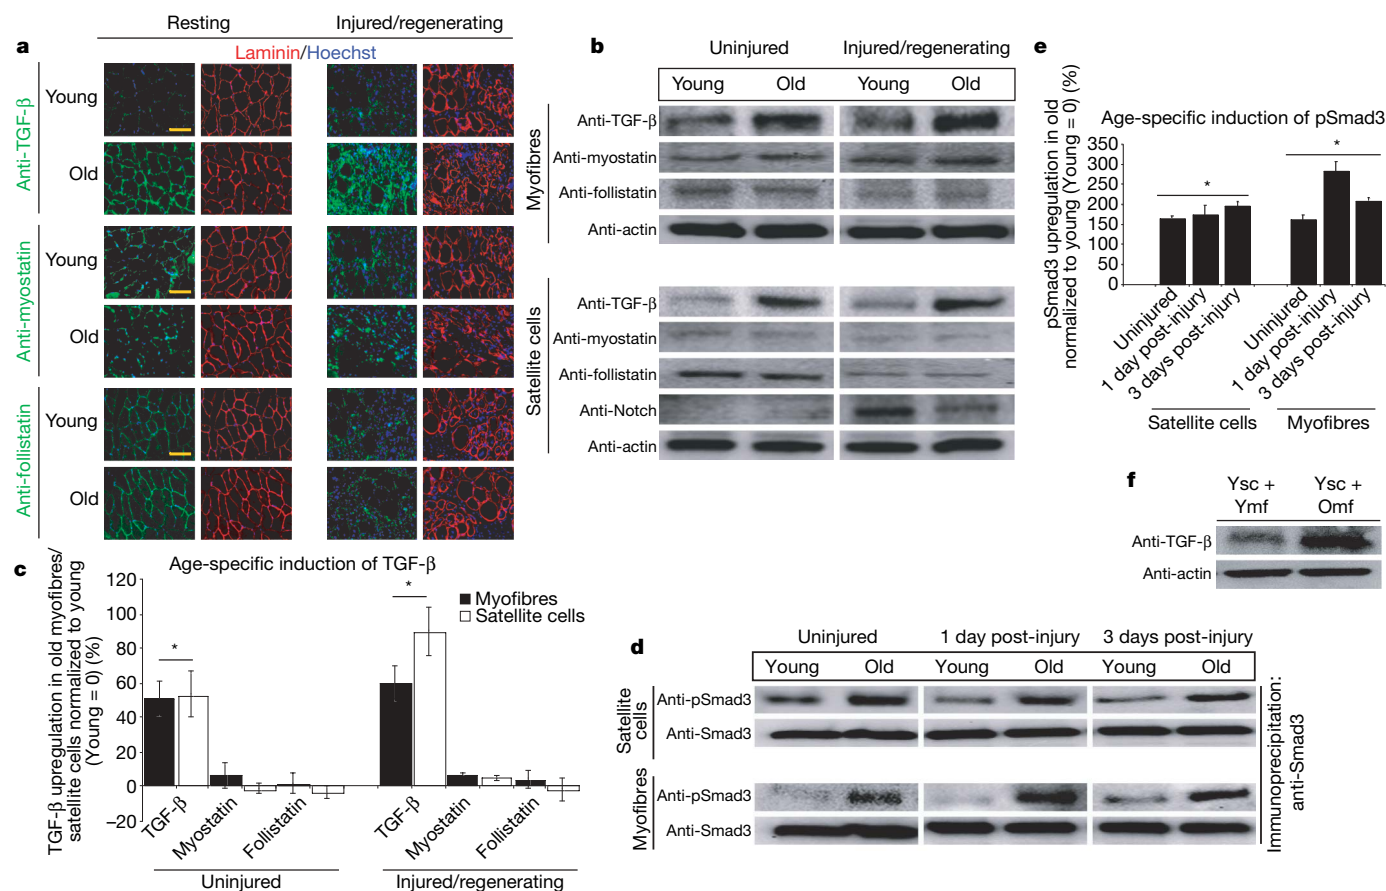 a
Resting
Injured/regenerating
Laminin/Hoechst
Anti-TGF-β
Young
Old
Anti-myostatin
Young
Old
Anti-follistatin
Young
Old
b
Uninjured
Injured/regenerating
Young
Old
Young
Old
Myofibres
Anti-TGF-β
Anti-myostatin
Anti-follistatin
Anti-actin
Satellite cells
Anti-TGF-β
Anti-myostatin
Anti-follistatin
Anti-Notch
Anti-actin
e
Age-specific induction of pSmad3
pSmad3 upregulation in old
normalized to young (Young = 0) (%)
350
300
250
200
150
100
50
0
*
*
Uninjured
1 day post-injury
3 days post-injury
Uninjured
1 day post-injury
3 days post-injury
Satellite cells
Myofibres
f
Ysc +
Ymf
Ysc +
Omf
Anti-TGF-β
Anti-actin
c
Age-specific induction of TGF-β
TGF-β upregulation in old myofibres/
satellite cells normalized to young
(Young = 0) (%)
120
100
80
60
40
20
0
–20
*
*
Myofibres
Satellite cells
TGF-β
Myostatin
Follistatin
TGF-β
Myostatin
Follistatin
Uninjured
Injured/regenerating
d
Uninjured
1 day post-injury
3 days post-injury
Young
Old
Young
Old
Young
Old
Satellite
cells
Anti-pSmad3
Anti-Smad3
Myofibres
Anti-pSmad3
Anti-Smad3
Immunoprecipitation:
anti-Smad3